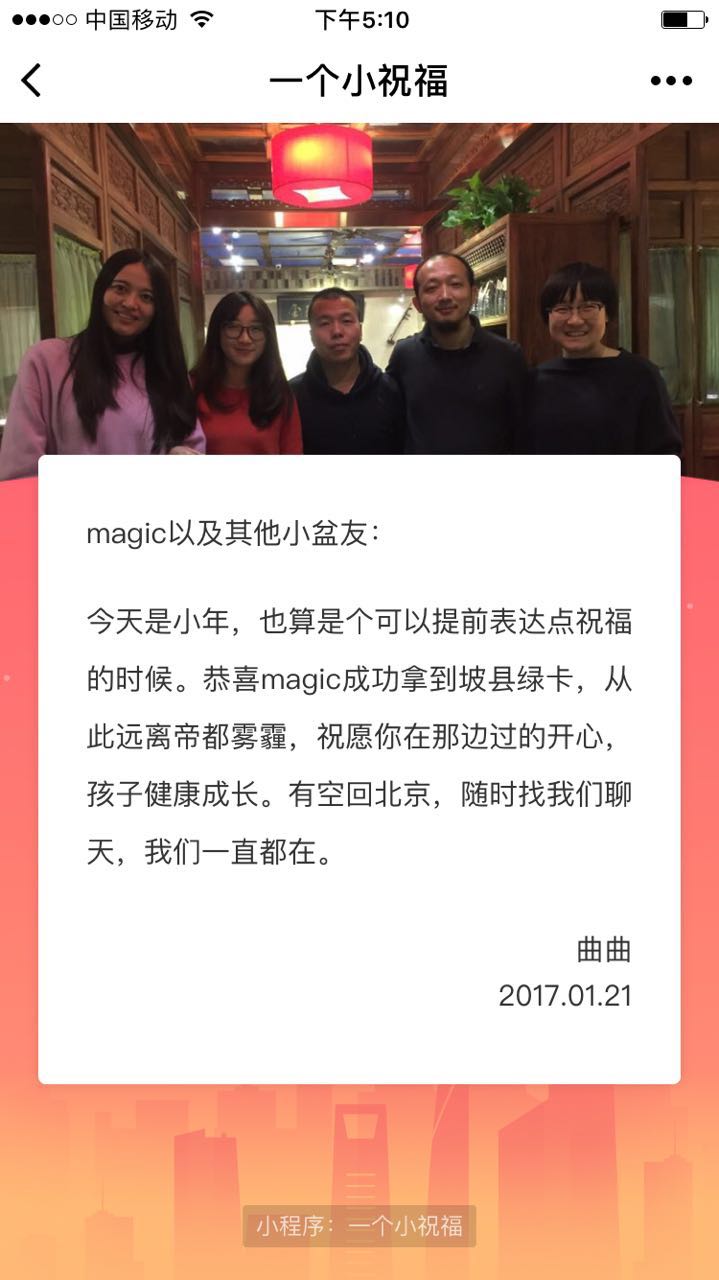 中国移动 下午5:10
一个小祝福
magic以及其他小盆友：
今天是小年，也算是个可以提前表达点祝福
的时候。恭喜magic成功拿到坡县绿卡，从
此远离帝都雾霾，祝愿你在那边过的开心，
孩子健康成长。有空回北京，随时找我们聊
天，我们一直都在。
曲曲
2017.01.21
小程序：一个小祝福